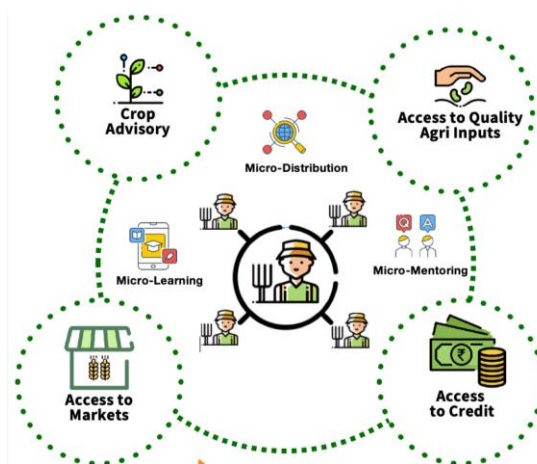 Crop
Advisory
Access to Quality
Agri Inputs
Micro-Distribution
Q A
Micro-Learning
Micro-Mentoring
₹
Access to
Markets
Access
to Credit